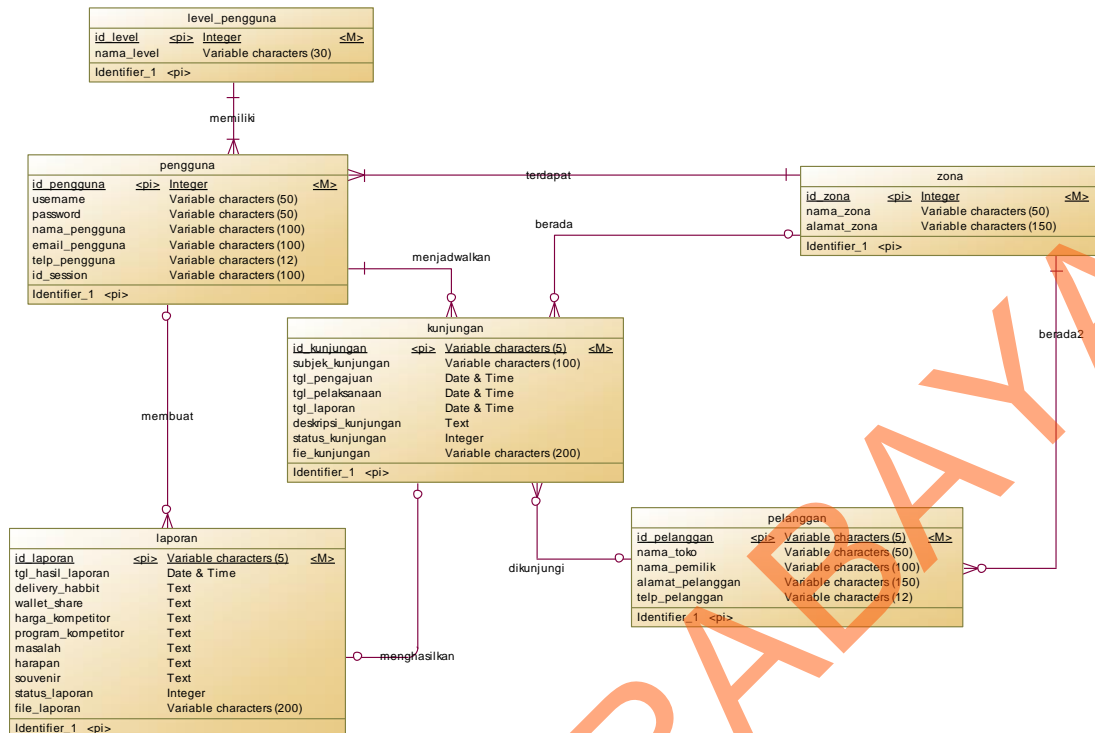 level_pengguna
id_level <pi> Integer <M>
nama_level Variable characters (30)
Identifier_1 <pi>
memiliki
pengguna
id_pengguna <pi> Integer <M>
username Variable characters (50)
password Variable characters (50)
nama_pengguna Variable characters (100)
email_pengguna Variable characters (100)
telp_pengguna Variable characters (12)
id_session Variable characters (100)
Identifier_1 <pi>
terdapat
zona
id_zona <pi> Integer <M>
nama_zona Variable characters (50)
alamat_zona Variable characters (150)
Identifier_1 <pi>
berada
menjadwalkan
kunjungan
id_kunjungan <pi> Variable characters (5) <M>
subjek_kunjungan Variable characters (100)
tgl_pengajuan Date & Time
tgl_pelaksanaan Date & Time
tgl_laporan Date & Time
deskripsi_kunjungan Text
status_kunjungan Integer
fie_kunjungan Variable characters (200)
Identifier_1 <pi>
berada2
membuat
pelanggan
id_pelanggan <pi> Variable characters (5) <M>
nama_toko Variable characters (50)
nama_pemilik Variable characters (100)
alamat_pelanggan Variable characters (150)
telp_pelanggan Variable characters (12)
Identifier_1 <pi>
dikunjungi
laporan
id_laporan <pi> Variable characters (5) <M>
tgl_hasil_laporan Date & Time
delivery_habbit Text
wallet_share Text
harga_kompetitor Text
program_kompetitor Text
masalah Text
harapan Text
souvenir Text
status_laporan Integer
file_laporan Variable characters (200)
Identifier_1 <pi>
menghasilkan
RABAYA